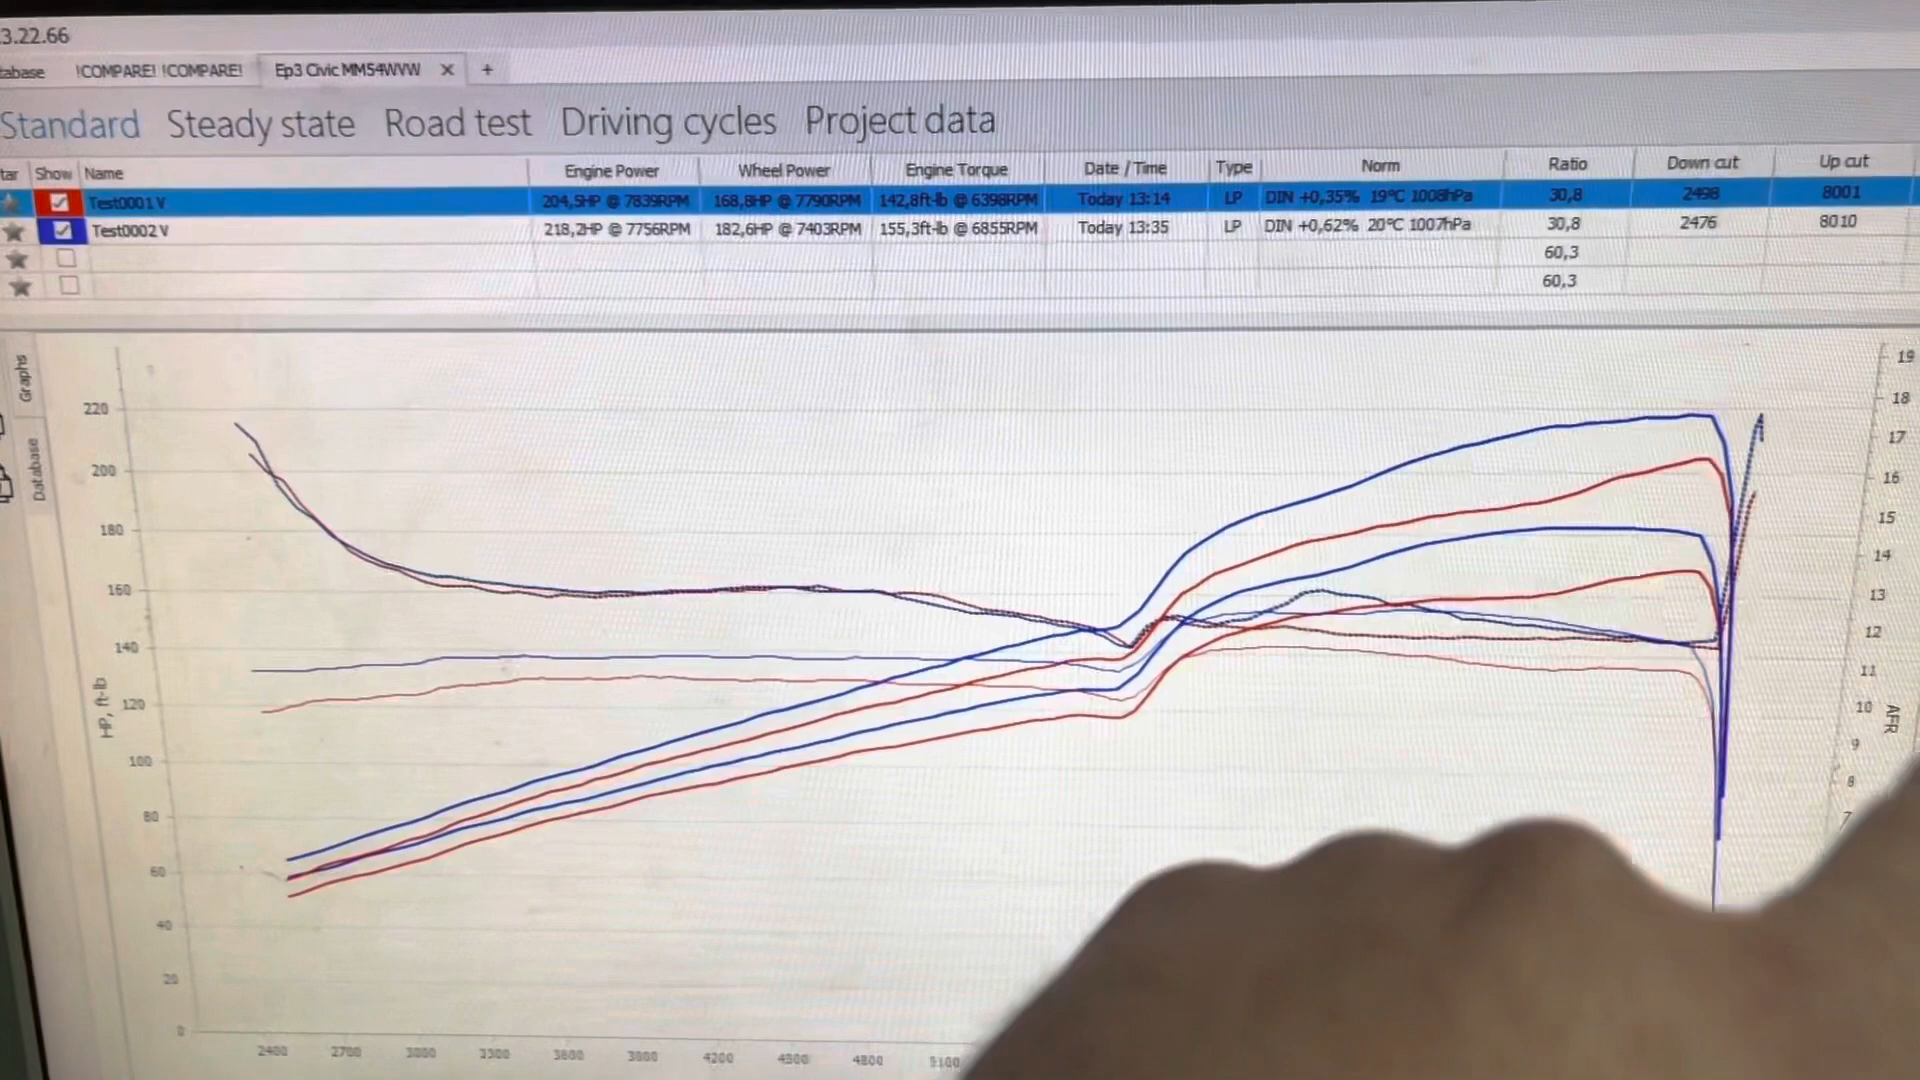 3.22.66
tabase !COMPARE! !COMPARE! Ep3 Civic MM54WVW × +
Standard Steady state Road test Driving cycles Project data
tar Show Name Engine Power Wheel Power Engine Torque Date / Time Type Norm Ratio Down cut Up cut
Test0001 V 204,5HP @ 7839RPM 168,8HP @ 7790RPM 142,8ft-lb @ 6398RPM Today 13:14 LP DIN +0,35% 19°C 1008hPa 30,8 2498 8001
Test0002 V 218,2HP @ 7756RPM 182,6HP @ 7403RPM 155,3ft-lb @ 6855RPM Today 13:35 LP DIN +0,62% 20°C 1007hPa 30,8 2476 8010
60,3
60,3
Graphs
Database
HP, ft-lb
220
200
180
160
140
120
100
80
60
40
20
0
2400 2700 3000 3300 3600 3900 4200 4500 4800 5100
19
18
17
16
15
14
13
12
11
10
9
8
7
AFR